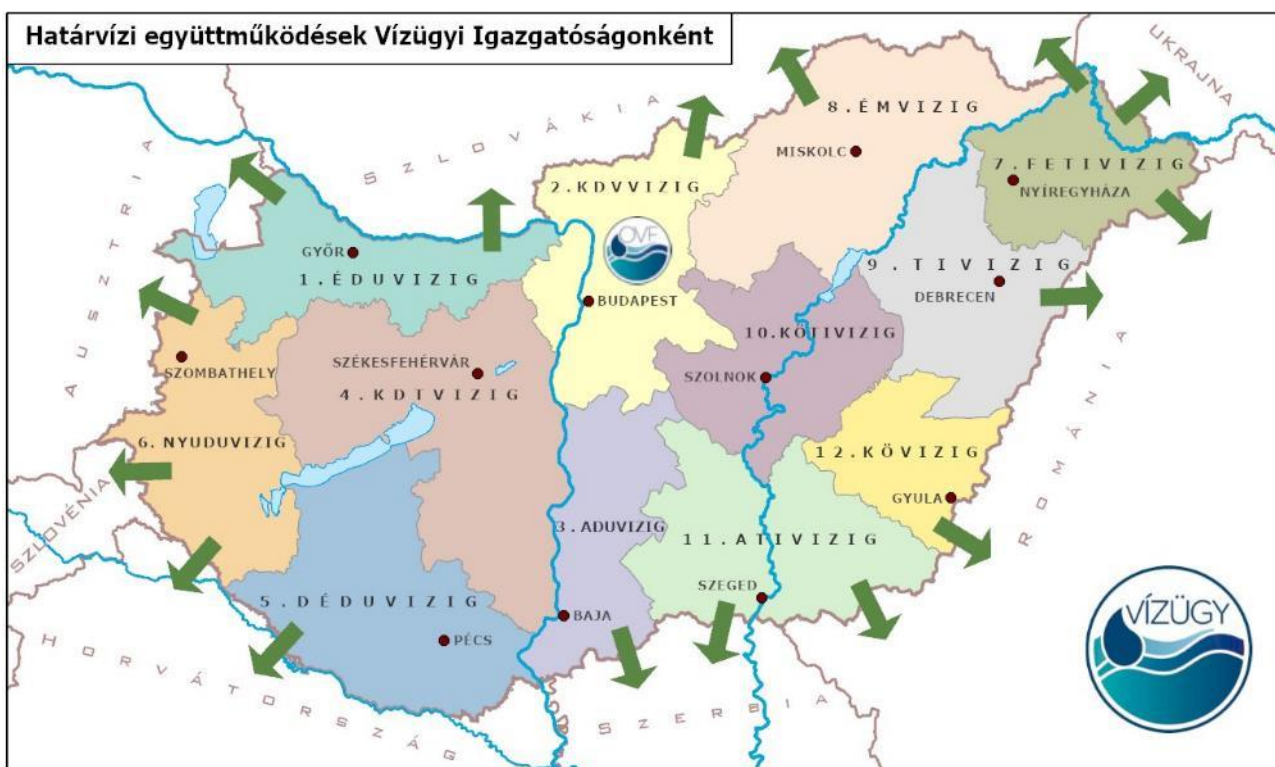 Határvízi együttműködések Vízügyi Igazgatóságonként
UKRAJNA
SZLOVÁKIA
AUSZTRIA
8.ÉMVIZIG
MISKOLC
7.FETIVIZIG
NYÍREGYHÁZA
2.KDVVIZIG
OVF
GYŐR
1.ÉDUVIZIG
9.TIVIZIG
DEBRECEN
BUDAPEST
10.KÖTIVIZIG
SZOMBATHELY
SZÉKESFEHÉRVÁR
4.KDTVIZIG
SZOLNOK
ROMÁNIA
6.NYUDUVIZIG
12.KÖVIZIG
GYULA
SZLOVÉNIA
3.ADUVIZIG
11.ATIVIZIG
SZEGED
5.DÉDUVIZIG
BAJA
PÉCS
VÍZÜGY
HORVÁTORSZÁG
SZERBIA